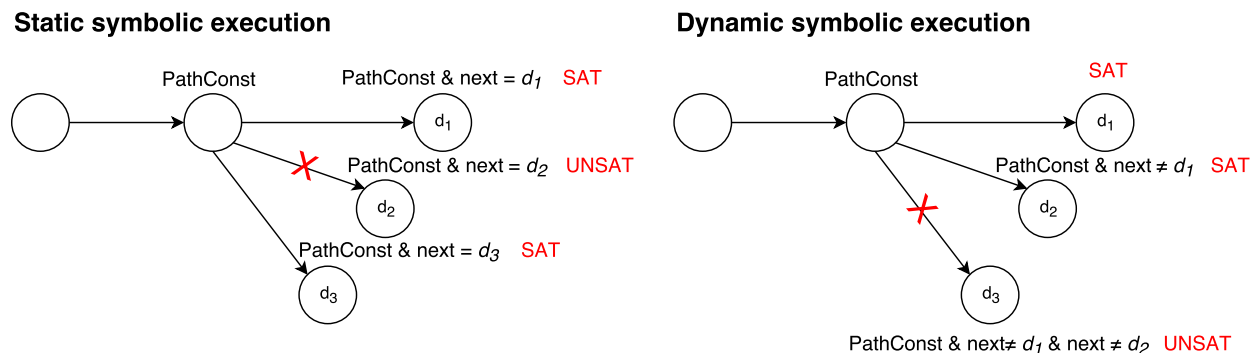 Static symbolic execution
PathConst
PathConst & next = d1 SAT
d1
PathConst & next = d2 UNSAT
d2
PathConst & next = d3 SAT
d3
Dynamic symbolic execution
PathConst
SAT
d1
PathConst & next ≠ d1 SAT
d2
d3
PathConst & next≠ d1 & next ≠ d2 UNSAT